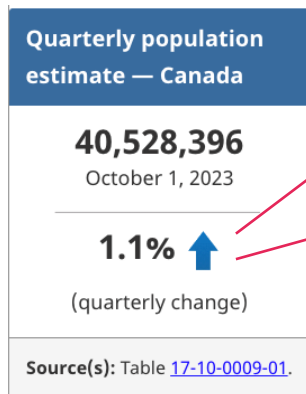 Quarterly population
estimate — Canada
40,528,396
October 1, 2023
1.1%
(quarterly change)
Source(s): Table 17-10-0009-01.